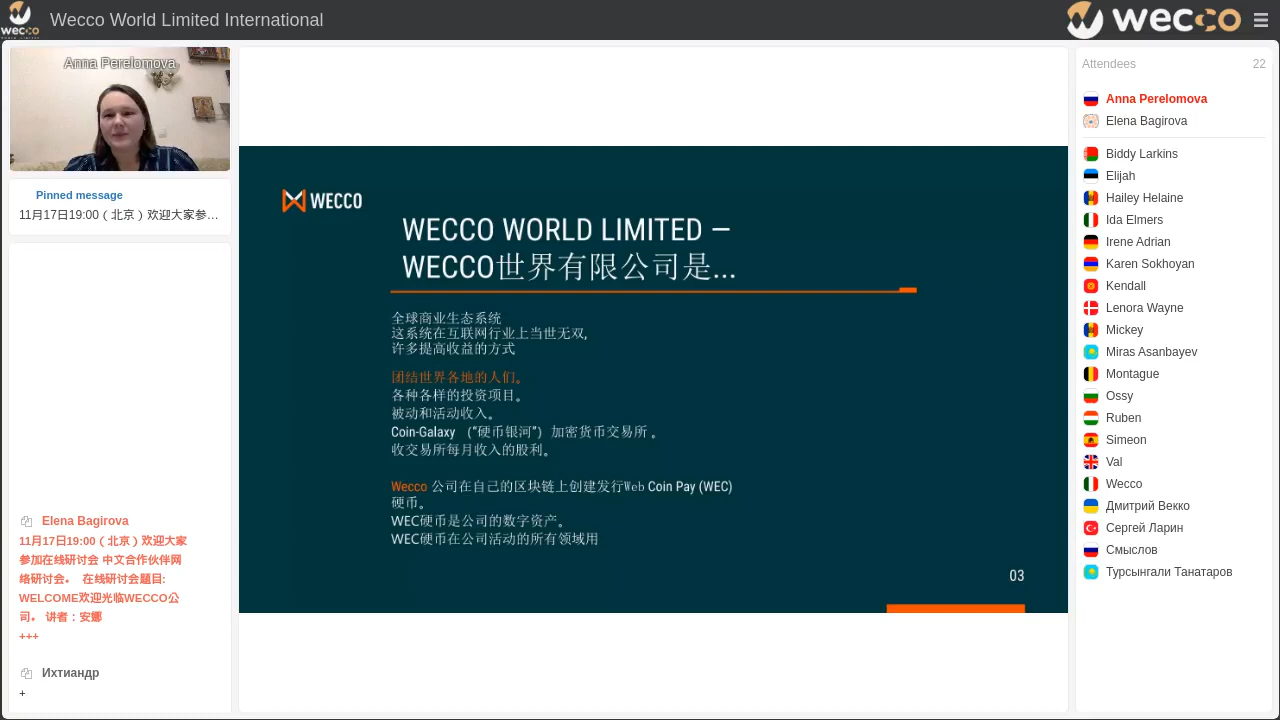 wecco
Wecco World Limited International
wecco
Anna Perelomova
Pinned message
11月17日19:00（北京）欢迎大家参…
Elena Bagirova
11月17日19:00（北京）欢迎大家
参加在线研讨会 中文合作伙伴网
络研讨会。 在线研讨会题目:
WELCOME欢迎光临WECCO公
司。 讲者：安娜
+++
Ихтиандр
+
WECCO
WECCO WORLD LIMITED –
WECCO世界有限公司是...
全球商业生态系统
这系统在互联网行业上当世无双,
许多提高收益的方式
团结世界各地的人们。
各种各样的投资项目。
被动和活动收入。
Coin-Galaxy （“硬币银河”）加密货币交易所 。
收交易所每月收入的股利。
Wecco 公司在自己的区块链上创建发行Web Coin Pay (WEC)
硬币。
WEC硬币是公司的数字资产。
WEC硬币在公司活动的所有领域用
03
Attendees 22
Anna Perelomova
Elena Bagirova
Biddy Larkins
Elijah
Hailey Helaine
Ida Elmers
Irene Adrian
Karen Sokhoyan
Kendall
Lenora Wayne
Mickey
Miras Asanbayev
Montague
Ossy
Ruben
Simeon
Val
Wecco
Дмитрий Векко
Сергей Ларин
Смыслов
Турсынгали Танатаров